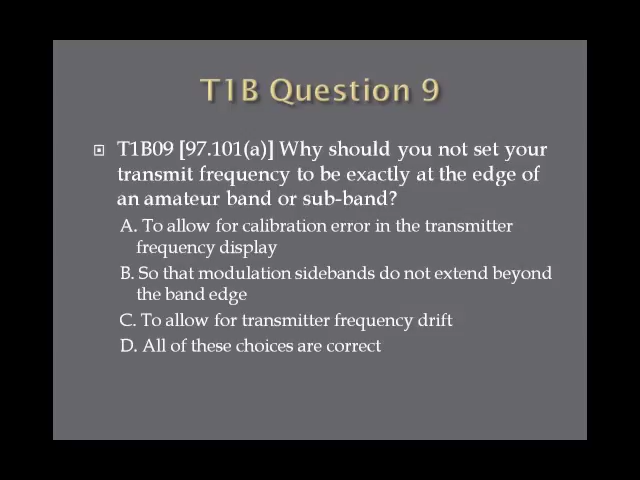 T1B Question 9
T1B09 [97.101(a)] Why should you not set your
transmit frequency to be exactly at the edge of
an amateur band or sub-band?
A. To allow for calibration error in the transmitter
frequency display
B. So that modulation sidebands do not extend beyond
the band edge
C. To allow for transmitter frequency drift
D. All of these choices are correct